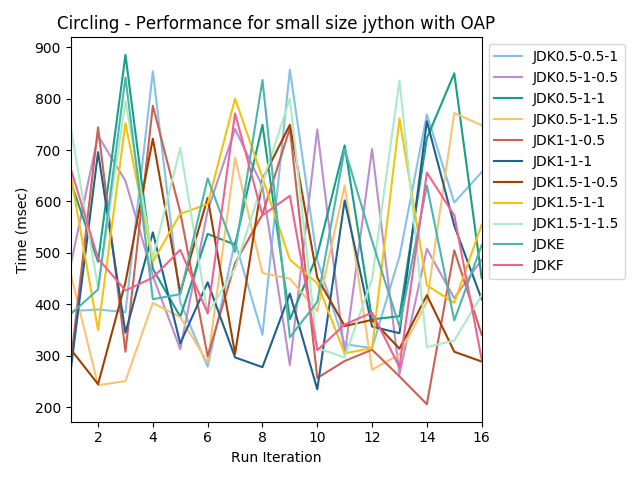 Circling - Performance for small size jython with OAP
900
800
700
600
500
400
300
200
Time (msec)
2 4 6 8 10 12 14 16
Run Iteration
JDK0.5-0.5-1
JDK0.5-1-0.5
JDK0.5-1-1
JDK0.5-1-1.5
JDK1-1-0.5
JDK1-1-1
JDK1.5-1-0.5
JDK1.5-1-1
JDK1.5-1-1.5
JDKE
JDKF